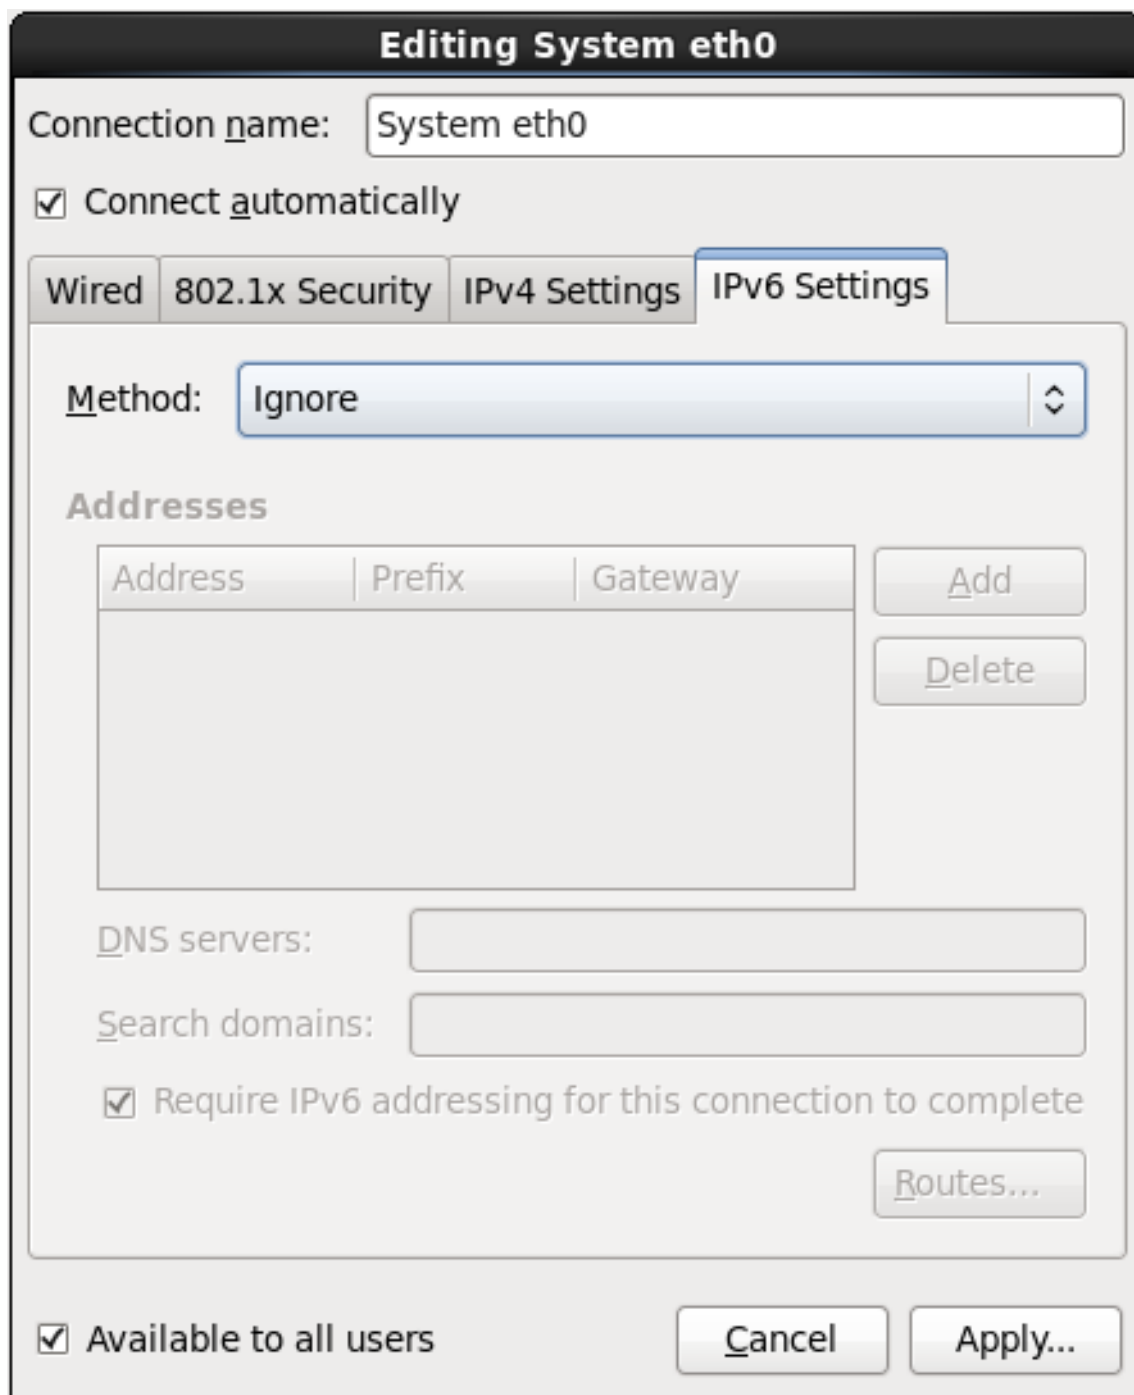 Editing System eth0
Connection name: System eth0
Connect automatically
Wired 802.1x Security IPv4 Settings IPv6 Settings
Method: Ignore
Addresses
Address Prefix Gateway Add
Delete
DNS servers:
Search domains:
Require IPv6 addressing for this connection to complete
Routes...
Available to all users Cancel Apply...